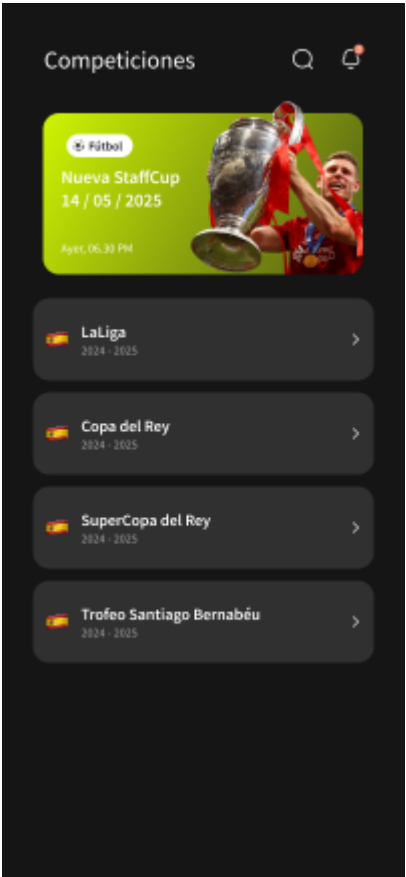 Competiciones
Fútbol
Nueva StaffCup
14 / 05 / 2025
Ayer, 06.30 PM
LaLiga
2024 - 2025
Copa del Rey
2024 - 2025
SuperCopa del Rey
2024 - 2025
Trofeo Santiago Bernabéu
2024 - 2025